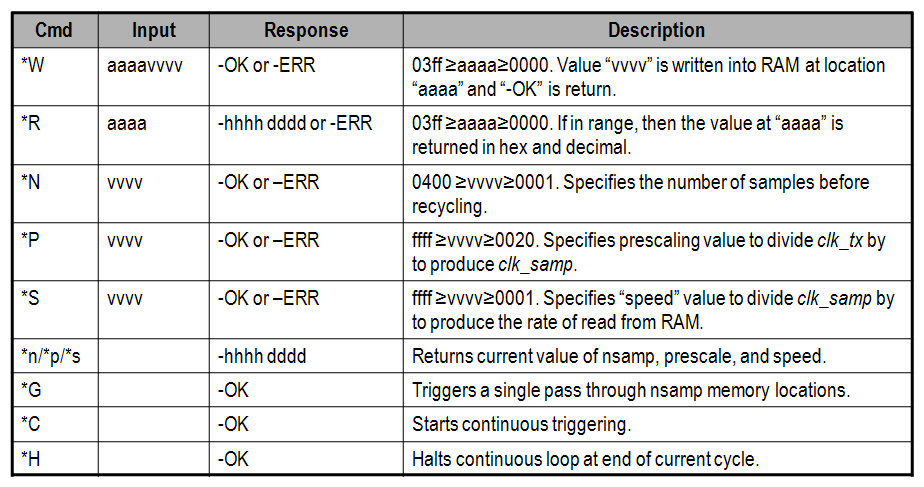 Cmd Input Response Description
*W aaaavvvv -OK or -ERR 03ff ≥aaaa≥0000. Value “vvvv” is written into RAM at location
“aaaa” and “-OK” is return.
*R aaaa -hhhh dddd or -ERR 03ff ≥aaaa≥0000. If in range, then the value at “aaaa” is
returned in hex and decimal.
*N vvvv -OK or –ERR 0400 ≥vvvv≥0001. Specifies the number of samples before
recycling.
*P vvvv -OK or –ERR ffff ≥vvvv≥0020. Specifies prescaling value to divide clk_tx by
to produce clk_samp.
*S vvvv -OK or –ERR ffff ≥vvvv≥0001. Specifies “speed” value to divide clk_samp by
to produce the rate of read from RAM.
*n/*p/*s -hhhh dddd Returns current value of nsamp, prescale, and speed.
*G -OK Triggers a single pass through nsamp memory locations.
*C -OK Starts continuous triggering.
*H -OK Halts continuous loop at end of current cycle.